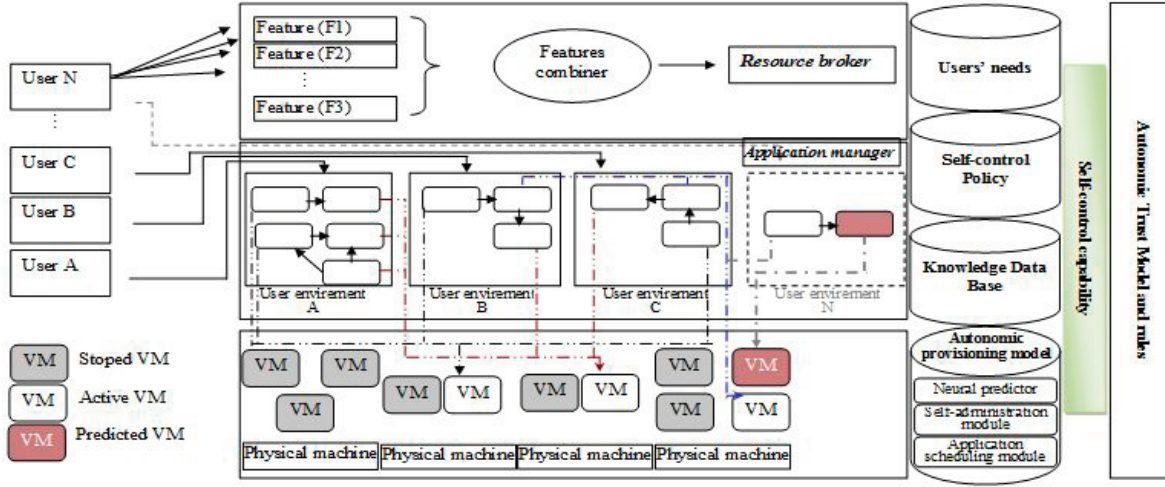 User N
⋮
User C
User B
User A
Feature (F1)
Feature (F2)
⋮
Feature (F3)
Features
combiner
Resource broker
Application manager
User envirement
A
User envirement
B
User envirement
C
User envirement
N
VM Stoped VM
VM Active VM
VM Predicted VM
VM
VM
VM
VM
VM
VM
VM
VM
VM
VM
VM
Physical machine
Physical machine
Physical machine
Physical machine
Users' needs
Self-control
Policy
Knowledge Data
Base
Autonomic
provisioning model
Neural predictor
Self-administration
module
Application
scheduling module
Self-control capability
Autonomic Trust Model and rules